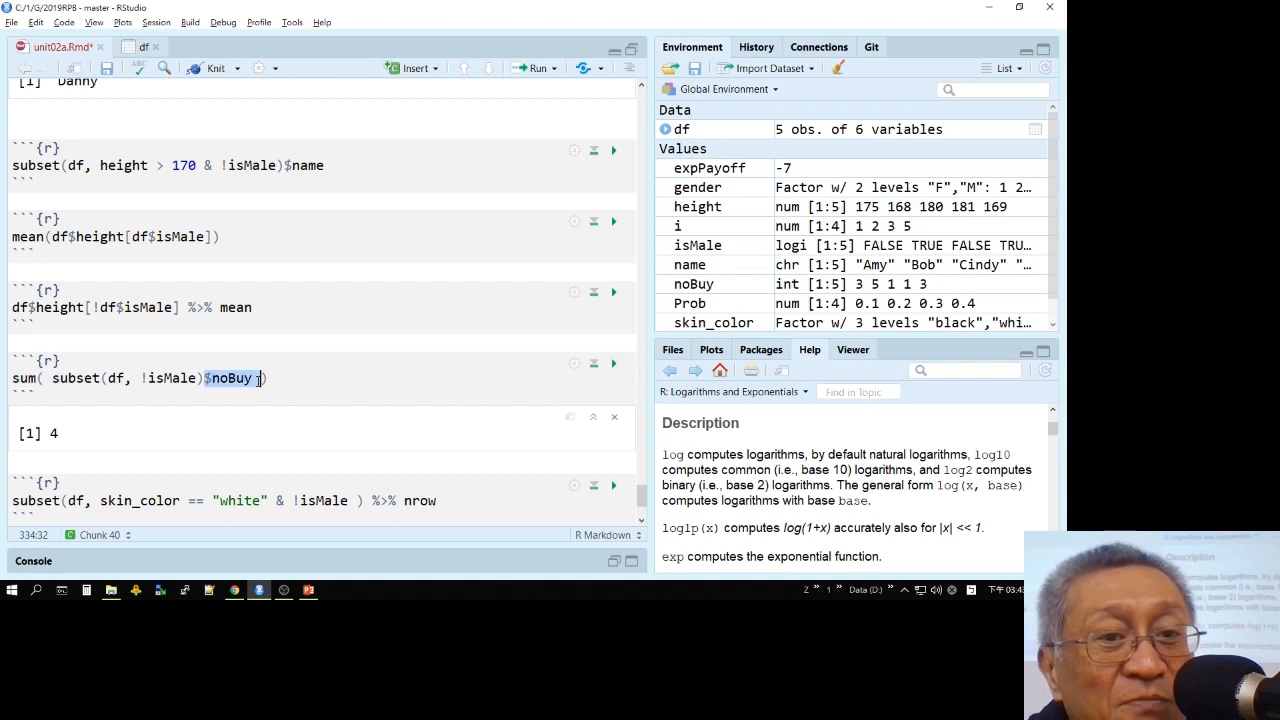 C:/1/G/2019RPB - master - RStudio
File Edit Code View Plots Session Build Debug Profile Tools Help
unit02a.Rmd* df
ABC Knit Insert Run
[1] Danny
```{r}
subset(df, height > 170 & !isMale)$name
```
```{r}
mean(df$height[df$isMale])
```
```{r}
df$height[!df$isMale] %>% mean
```
```{r}
sum( subset(df, !isMale)$noBuy )
```
[1] 4
```{r}
subset(df, skin_color == "white" & !isMale ) %>% nrow
```
334:32 Chunk 40 R Markdown
Console
Environment History Connections Git
Import Dataset List
Global Environment
Data
df 5 obs. of 6 variables
Values
expPayoff -7
gender Factor w/ 2 levels "F","M": 1 2…
height num [1:5] 175 168 180 181 169
i num [1:4] 1 2 3 5
isMale logi [1:5] FALSE TRUE FALSE TRU…
name chr [1:5] "Amy" "Bob" "Cindy" "…
noBuy int [1:5] 3 5 1 1 3
Prob num [1:4] 0.1 0.2 0.3 0.4
skin_color Factor w/ 3 levels "black","whi…
Files Plots Packages Help Viewer
R: Logarithms and Exponentials Find in Topic
Description
log computes logarithms, by default natural logarithms, log10
computes common (i.e., base 10) logarithms, and log2 computes
binary (i.e., base 2) logarithms. The general form log(x, base)
computes logarithms with base base.
log1p(x) computes log(1+x) accurately also for |x| << 1.
exp computes the exponential function.
Z » 1 » Data (D:) » 下午 03:43